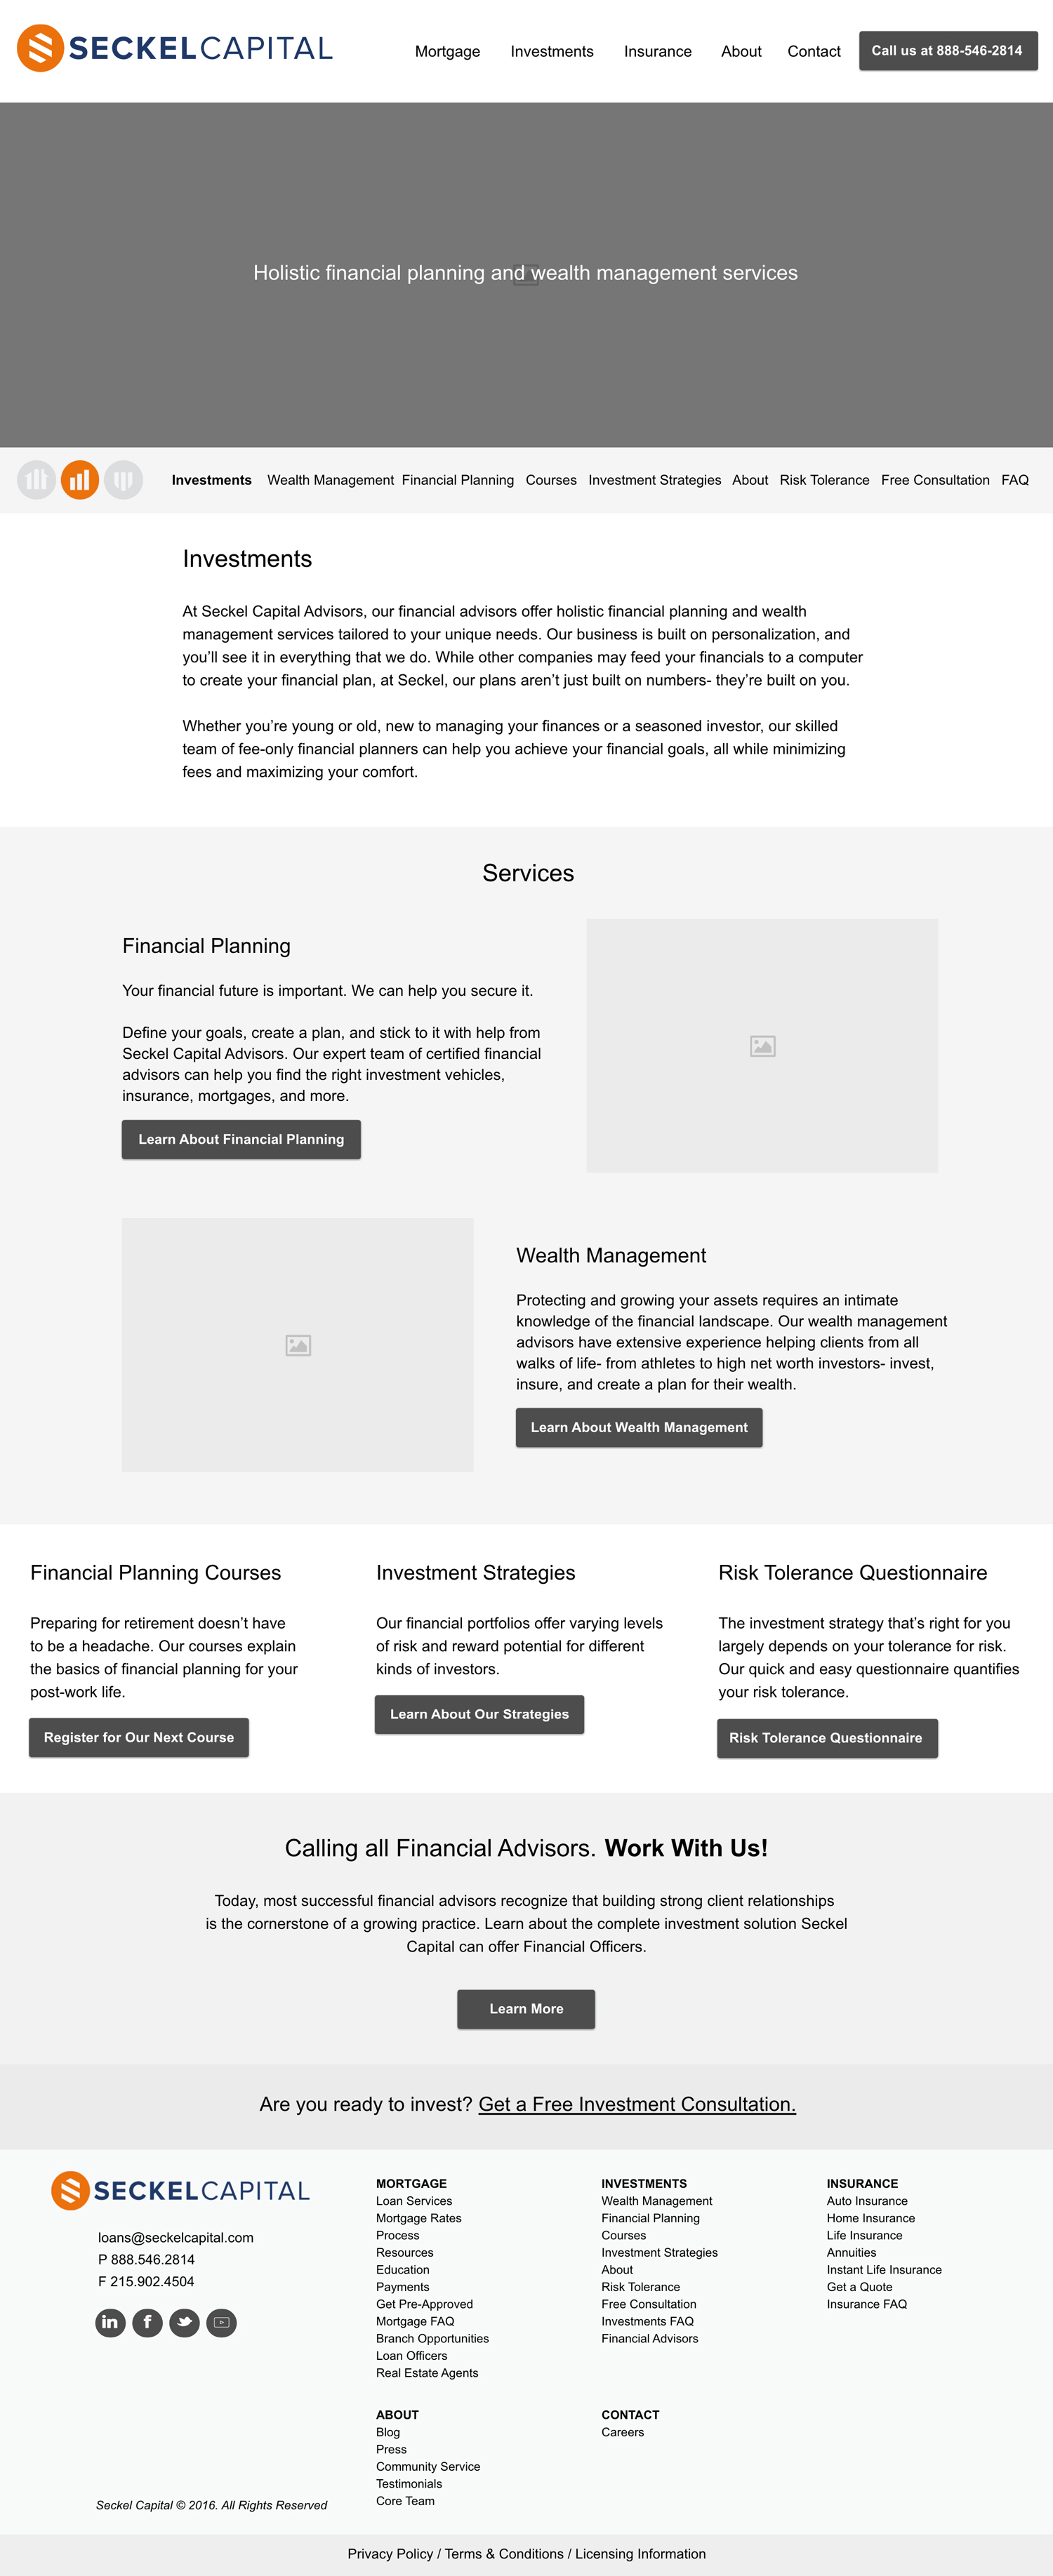 SECKELCAPITAL
Mortgage Investments Insurance About Contact Call us at 888-546-2814
Holistic financial planning and wealth management services
Investments Wealth Management Financial Planning Courses Investment Strategies About Risk Tolerance Free Consultation FAQ
Investments
At Seckel Capital Advisors, our financial advisors offer holistic financial planning and wealth
management services tailored to your unique needs. Our business is built on personalization, and
you’ll see it in everything that we do. While other companies may feed your financials to a computer
to create your financial plan, at Seckel, our plans aren’t just built on numbers- they’re built on you.
Whether you’re young or old, new to managing your finances or a seasoned investor, our skilled
team of fee-only financial planners can help you achieve your financial goals, all while minimizing
fees and maximizing your comfort.
Services
Financial Planning
Your financial future is important. We can help you secure it.
Define your goals, create a plan, and stick to it with help from
Seckel Capital Advisors. Our expert team of certified financial
advisors can help you find the right investment vehicles,
insurance, mortgages, and more.
Learn About Financial Planning
Wealth Management
Protecting and growing your assets requires an intimate
knowledge of the financial landscape. Our wealth management
advisors have extensive experience helping clients from all
walks of life- from athletes to high net worth investors- invest,
insure, and create a plan for their wealth.
Learn About Wealth Management
Financial Planning Courses
Preparing for retirement doesn’t have
to be a headache. Our courses explain
the basics of financial planning for your
post-work life.
Register for Our Next Course
Investment Strategies
Our financial portfolios offer varying levels
of risk and reward potential for different
kinds of investors.
Learn About Our Strategies
Risk Tolerance Questionnaire
The investment strategy that’s right for you
largely depends on your tolerance for risk.
Our quick and easy questionnaire quantifies
your risk tolerance.
Risk Tolerance Questionnaire
Calling all Financial Advisors. Work With Us!
Today, most successful financial advisors recognize that building strong client relationships
is the cornerstone of a growing practice. Learn about the complete investment solution Seckel
Capital can offer Financial Officers.
Learn More
Are you ready to invest? Get a Free Investment Consultation.
SECKELCAPITAL
loans@seckelcapital.com
P 888.546.2814
F 215.902.4504
in f
MORTGAGE
Loan Services
Mortgage Rates
Process
Resources
Education
Payments
Get Pre-Approved
Mortgage FAQ
Branch Opportunities
Loan Officers
Real Estate Agents
INVESTMENTS
Wealth Management
Financial Planning
Courses
Investment Strategies
About
Risk Tolerance
Free Consultation
Investments FAQ
Financial Advisors
INSURANCE
Auto Insurance
Home Insurance
Life Insurance
Annuities
Instant Life Insurance
Get a Quote
Insurance FAQ
ABOUT
Blog
Press
Community Service
Testimonials
Core Team
CONTACT
Careers
Seckel Capital © 2016. All Rights Reserved
Privacy Policy / Terms & Conditions / Licensing Information